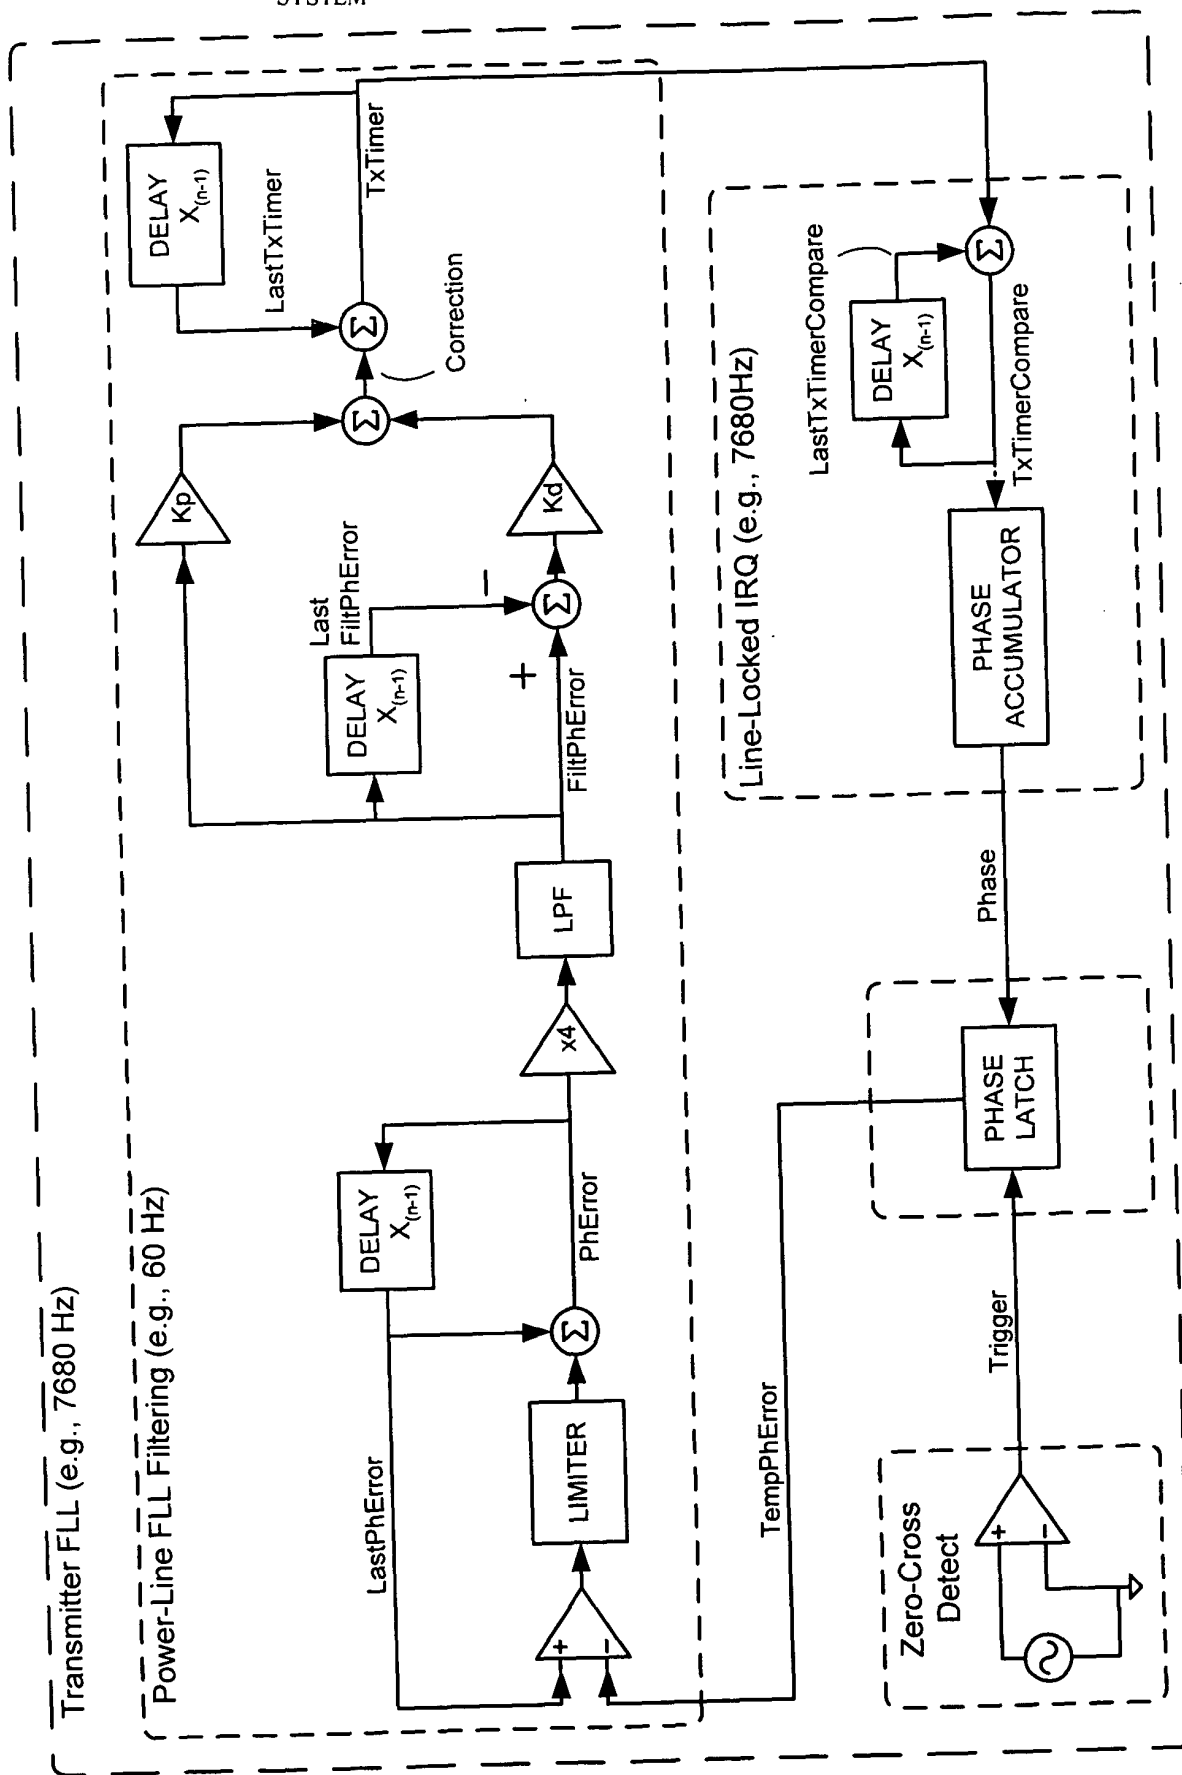 SYSTEM
Transmitter FLL (e.g., 7680 Hz)
Power-Line FLL Filtering (e.g., 60 Hz)
LastPhError
+
−
LIMITER
Σ
DELAY
X(n-1)
PhError
x4
LPF
FiltPhError
DELAY
X(n-1)
Last
FiltPhError
+
−
Σ
Kp
Kd
Σ
Correction
Σ
LastTxTimer
DELAY
X(n-1)
TxTimer
TempPhError
Zero-Cross
Detect
+
−
Trigger
PHASE
LATCH
Phase
Line-Locked IRQ (e.g., 7680Hz)
PHASE
ACCUMULATOR
TxTimerCompare
LastTxTimerCompare
DELAY
X(n-1)
Σ